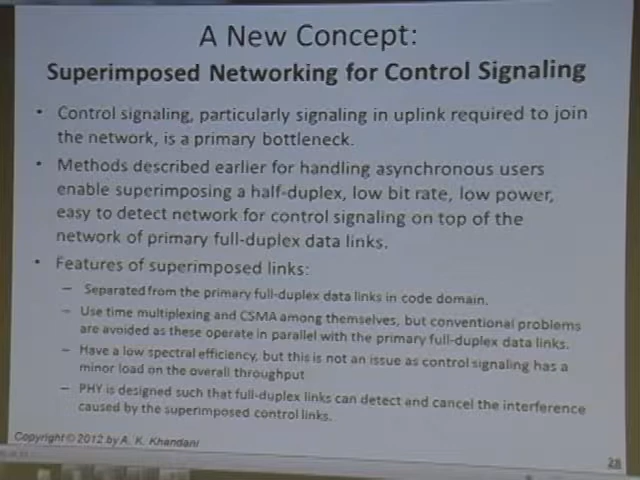 A New Concept:
Superimposed Networking for Control Signaling
• Control signaling, particularly signaling in uplink required to join
the network, is a primary bottleneck.
• Methods described earlier for handling asynchronous users
enable superimposing a half-duplex, low bit rate, low power,
easy to detect network for control signaling on top of the
network of primary full-duplex data links.
• Features of superimposed links:
– Separated from the primary full-duplex data links in code domain.
– Use time multiplexing and CSMA among themselves, but conventional problems
are avoided as these operate in parallel with the primary full-duplex data links.
– Have a low spectral efficiency, but this is not an issue as control signaling has a
minor load on the overall throughput
– PHY is designed such that full-duplex links can detect and cancel the interference
caused by the superimposed control links.
Copyright © 2012 by A. K. Khandani
28